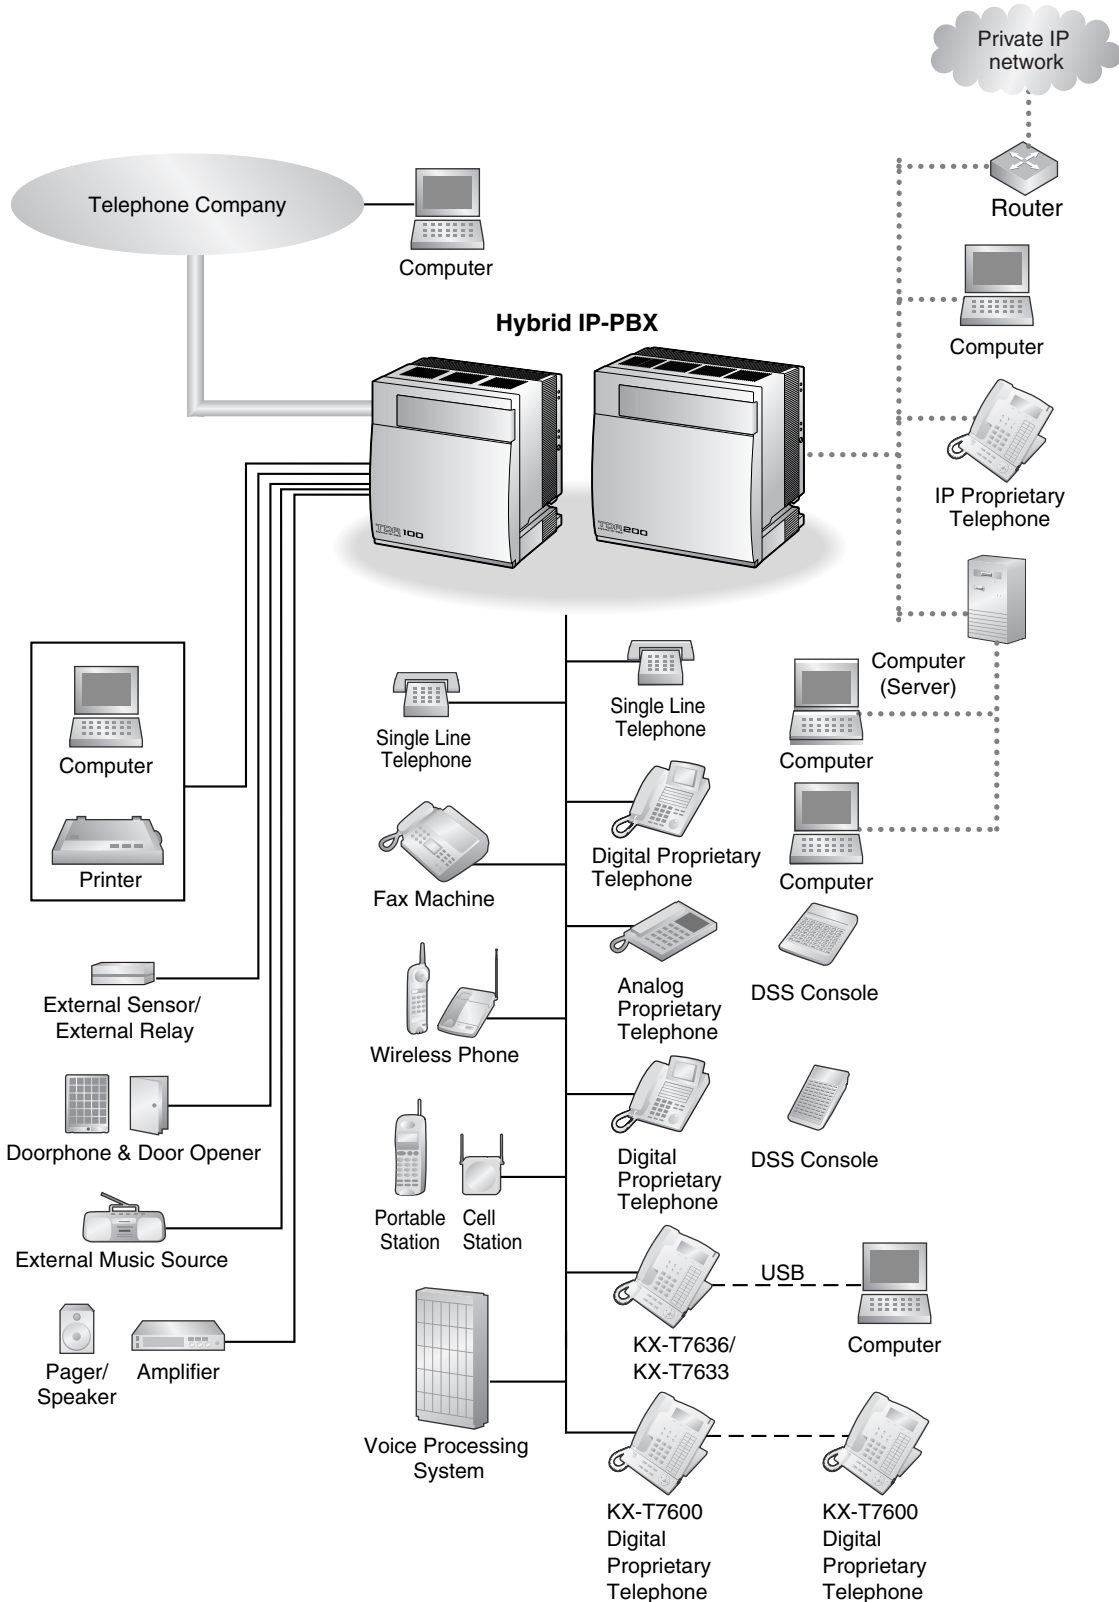 Private IP
network
Telephone Company
Router
Computer
Hybrid IP-PBX
Computer
IP Proprietary
Telephone
TDA100
TDA200
Computer
(Server)
Single Line
Telephone
Single Line
Telephone
Computer
Computer
Printer
Digital Proprietary
Telephone
Computer
Fax Machine
Analog
Proprietary
Telephone
DSS Console
External Sensor/
External Relay
Wireless Phone
Doorphone & Door Opener
Digital
Proprietary
Telephone
DSS Console
Portable
Station
Cell
Station
External Music Source
USB
KX-T7636/
KX-T7633
Computer
Pager/
Speaker
Amplifier
Voice Processing
System
KX-T7600
Digital
Proprietary
Telephone
KX-T7600
Digital
Proprietary
Telephone